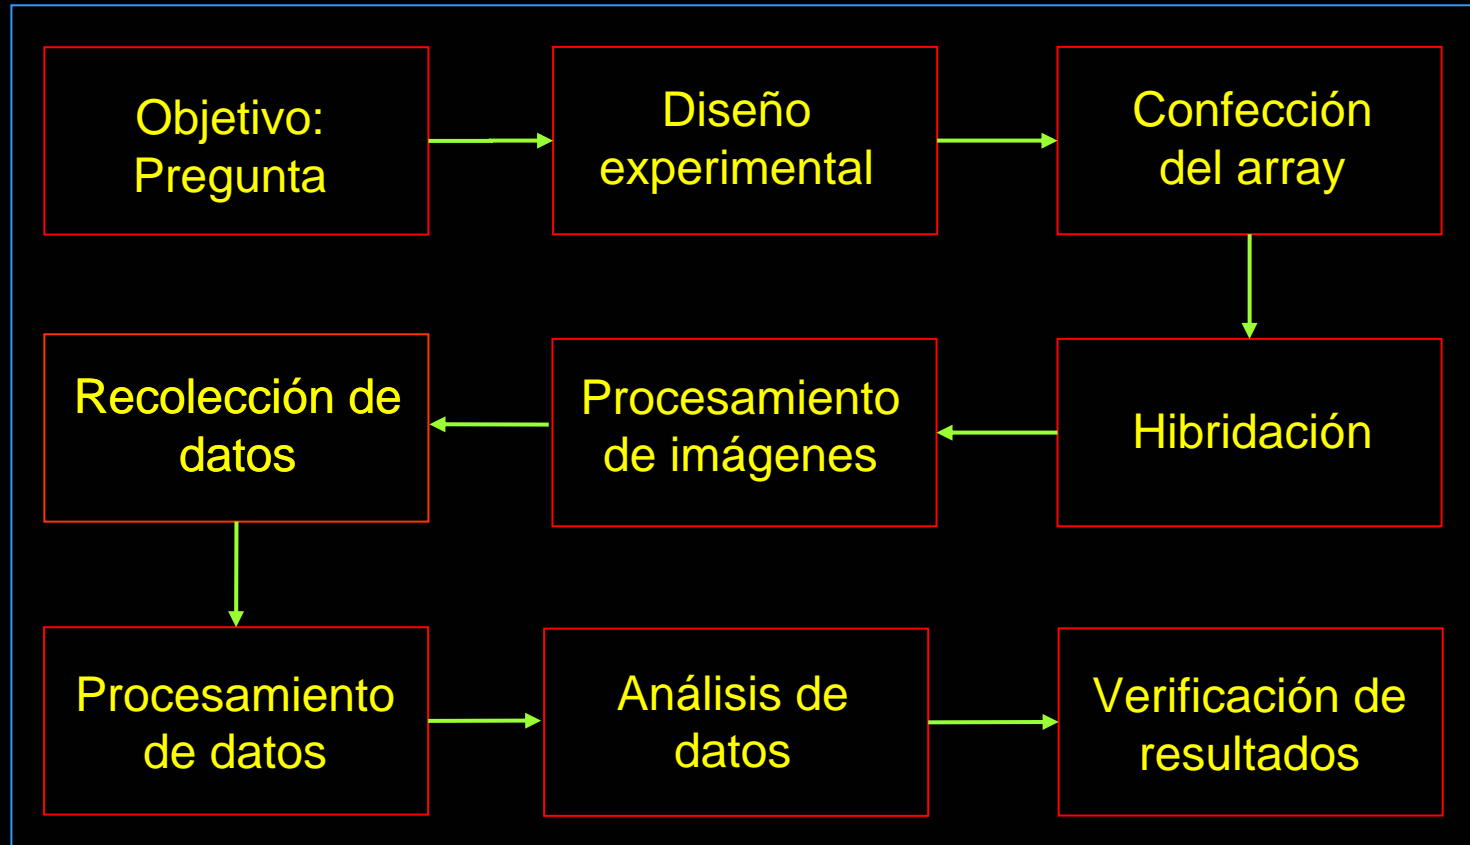 Objetivo:
Pregunta
Diseño
experimental
Confección
del array
Hibridación
Procesamiento
de imágenes
Recolección de
datos
Procesamiento
de datos
Análisis de
datos
Verificación de
resultados